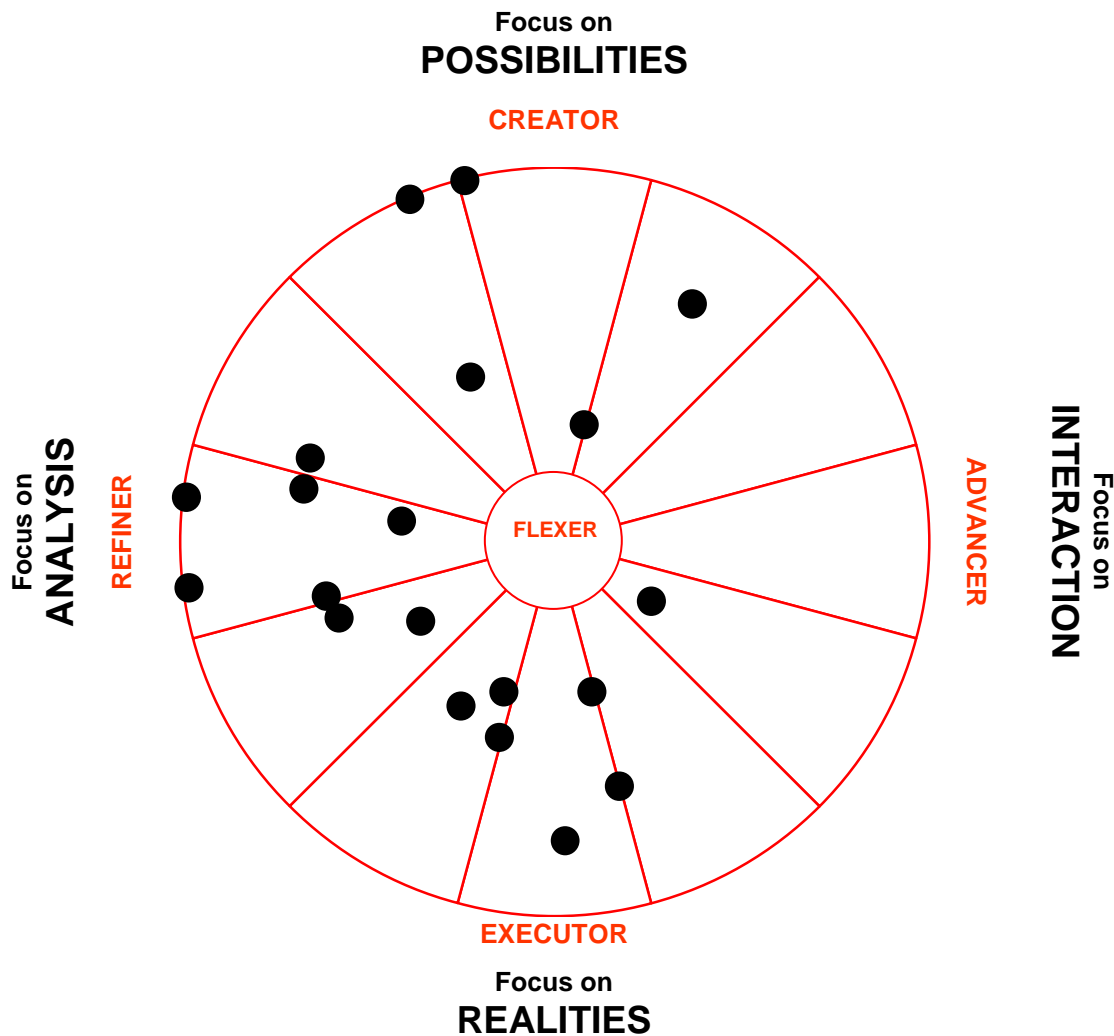 Focus on
POSSIBILITIES
CREATOR
Focus on
ANALYSIS
REFINER
FLEXER
ADVANCER
Focus on
INTERACTION
EXECUTOR
Focus on
REALITIES